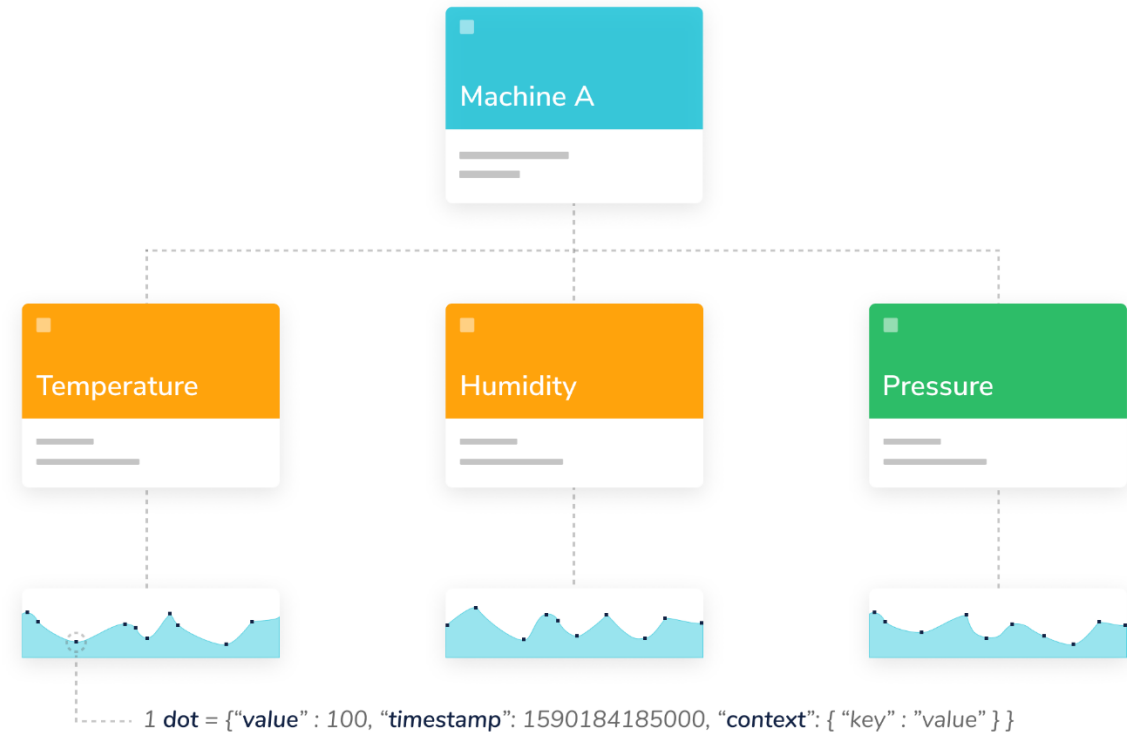 Machine A
Temperature
Humidity
Pressure
1 dot = {“value” : 100, “timestamp”: 1590184185000, “context”: { “key” : ”value” } }